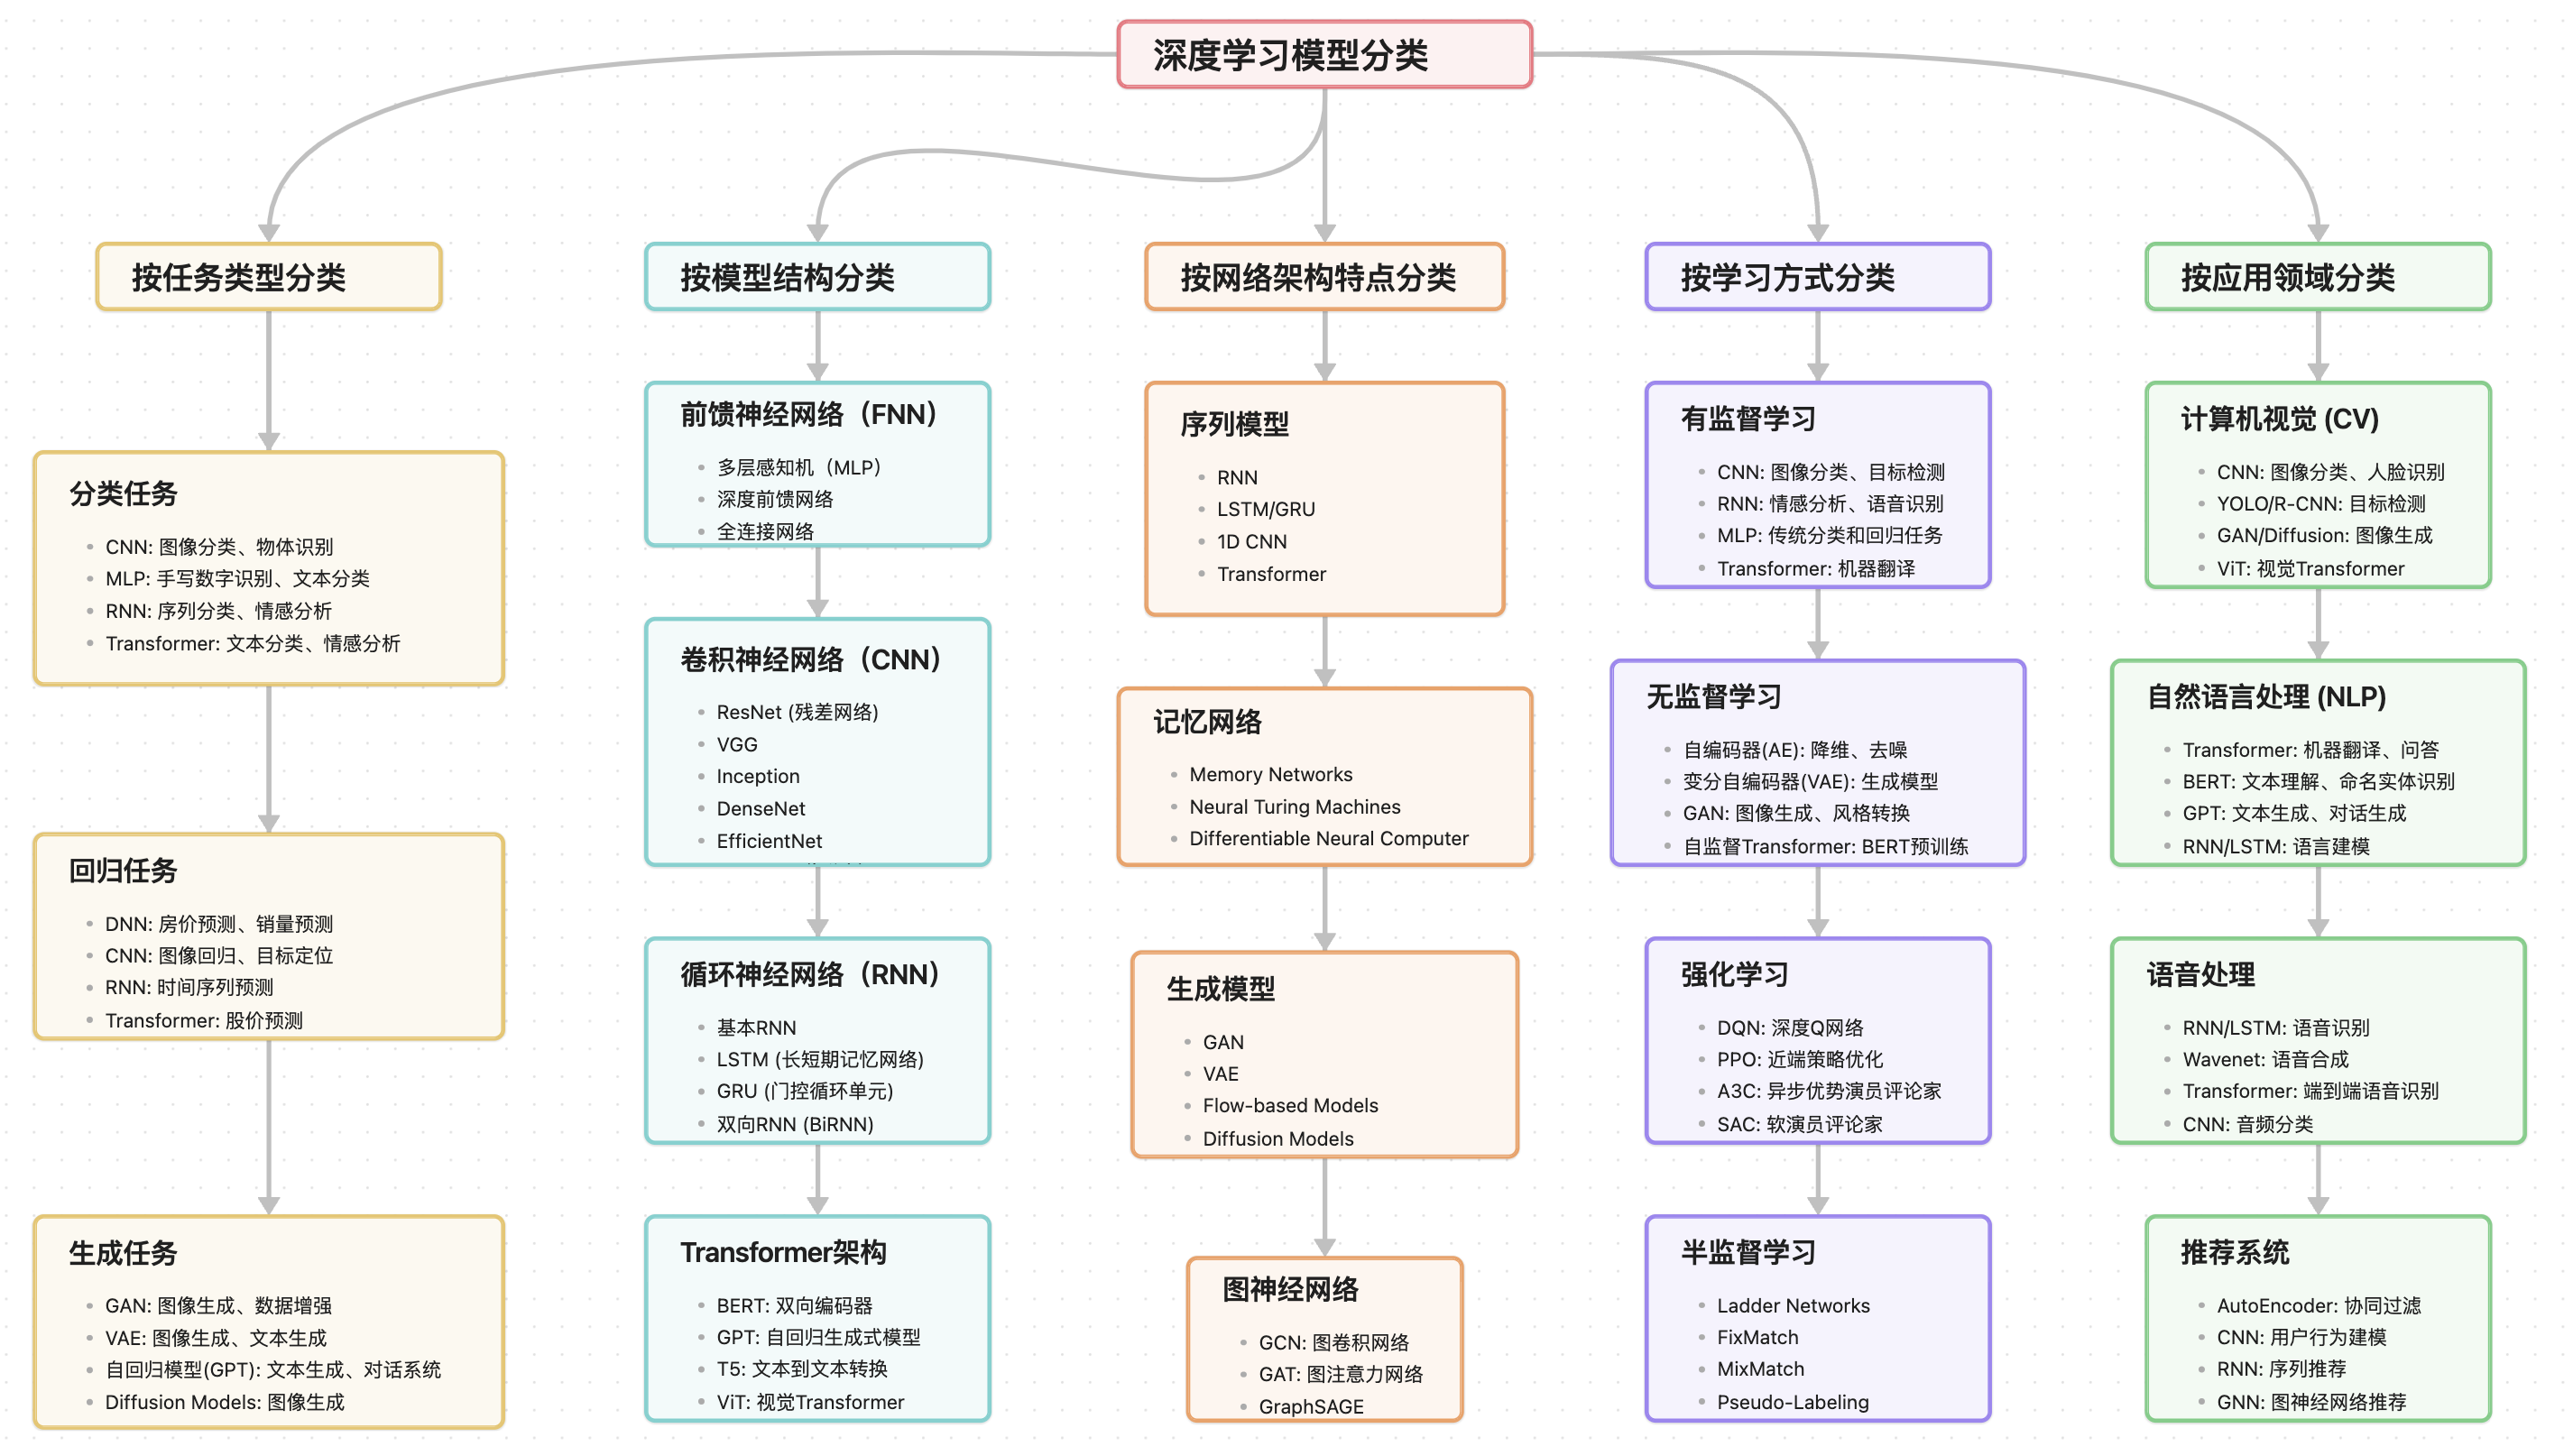 深度学习模型分类
按任务类型分类
分类任务
CNN: 图像分类、物体识别
MLP: 手写数字识别、文本分类
RNN: 序列分类、情感分析
Transformer: 文本分类、情感分析
回归任务
DNN: 房价预测、销量预测
CNN: 图像回归、目标定位
RNN: 时间序列预测
Transformer: 股价预测
生成任务
GAN: 图像生成、数据增强
VAE: 图像生成、文本生成
自回归模型(GPT): 文本生成、对话系统
Diffusion Models: 图像生成
按模型结构分类
前馈神经网络（FNN）
多层感知机（MLP）
深度前馈网络
全连接网络
卷积神经网络（CNN）
ResNet (残差网络)
VGG
Inception
DenseNet
EfficientNet
循环神经网络（RNN）
基本RNN
LSTM (长短期记忆网络)
GRU (门控循环单元)
双向RNN (BiRNN)
Transformer架构
BERT: 双向编码器
GPT: 自回归生成式模型
T5: 文本到文本转换
ViT: 视觉Transformer
按网络架构特点分类
序列模型
RNN
LSTM/GRU
1D CNN
Transformer
记忆网络
Memory Networks
Neural Turing Machines
Differentiable Neural Computer
生成模型
GAN
VAE
Flow-based Models
Diffusion Models
图神经网络
GCN: 图卷积网络
GAT: 图注意力网络
GraphSAGE
按学习方式分类
有监督学习
CNN: 图像分类、目标检测
RNN: 情感分析、语音识别
MLP: 传统分类和回归任务
Transformer: 机器翻译
无监督学习
自编码器(AE): 降维、去噪
变分自编码器(VAE): 生成模型
GAN: 图像生成、风格转换
自监督Transformer: BERT预训练
强化学习
DQN: 深度Q网络
PPO: 近端策略优化
A3C: 异步优势演员评论家
SAC: 软演员评论家
半监督学习
Ladder Networks
FixMatch
MixMatch
Pseudo-Labeling
按应用领域分类
计算机视觉 (CV)
CNN: 图像分类、人脸识别
YOLO/R-CNN: 目标检测
GAN/Diffusion: 图像生成
ViT: 视觉Transformer
自然语言处理 (NLP)
Transformer: 机器翻译、问答
BERT: 文本理解、命名实体识别
GPT: 文本生成、对话生成
RNN/LSTM: 语言建模
语音处理
RNN/LSTM: 语音识别
Wavenet: 语音合成
Transformer: 端到端语音识别
CNN: 音频分类
推荐系统
AutoEncoder: 协同过滤
CNN: 用户行为建模
RNN: 序列推荐
GNN: 图神经网络推荐